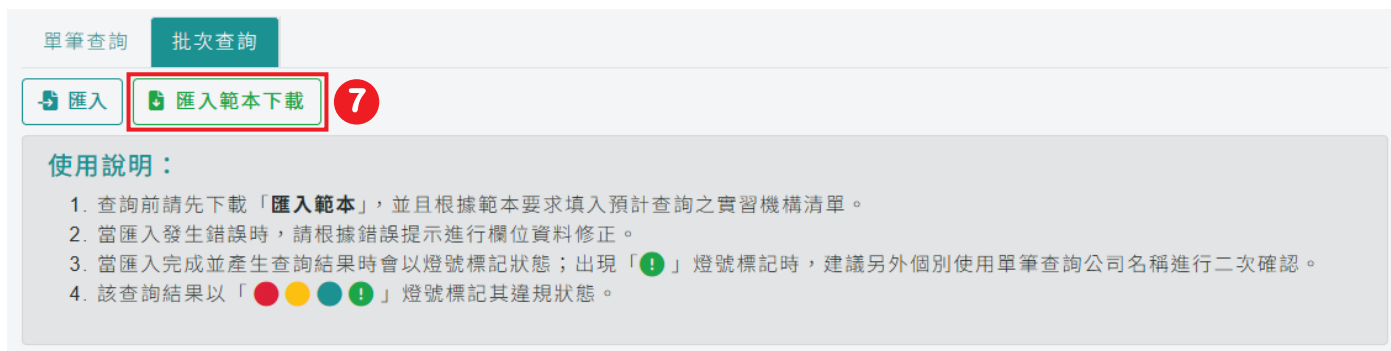 單筆查詢 批次查詢
匯入 匯入範本下載 7
使用說明：
1. 查詢前請先下載「匯入範本」，並且根據範本要求填入預計查詢之實習機構清單。
2. 當匯入發生錯誤時，請根據錯誤提示進行欄位資料修正。
3. 當匯入完成並產生查詢結果時會以燈號標記狀態；出現「!」燈號標記時，建議另外個別使用單筆查詢公司名稱進行二次確認。
4. 該查詢結果以「!」燈號標記其違規狀態。